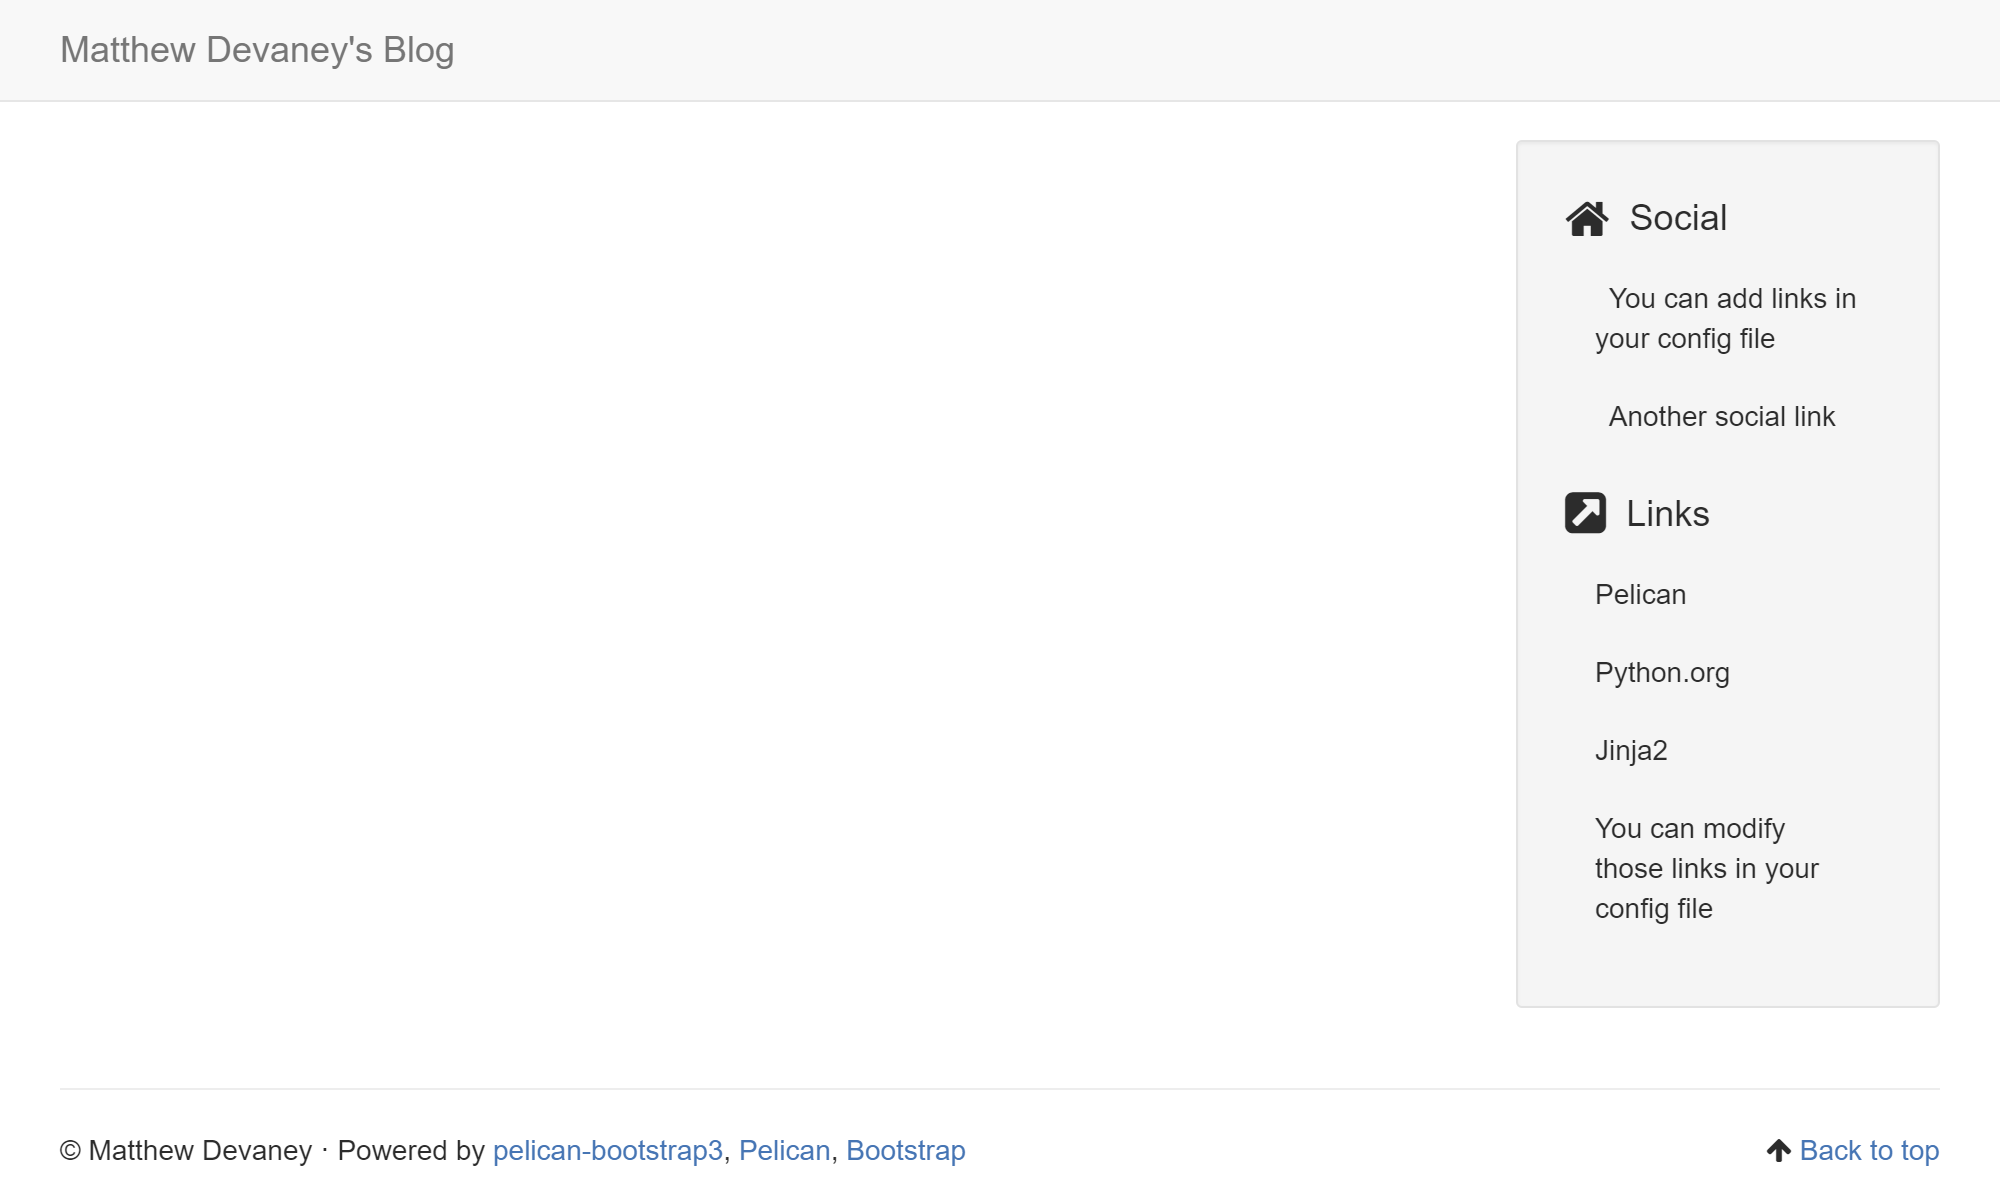 Matthew Devaney's Blog
Social
You can add links in
your config file
Another social link
Links
Pelican
Python.org
Jinja2
You can modify
those links in your
config file
© Matthew Devaney · Powered by pelican-bootstrap3, Pelican, Bootstrap
Back to top